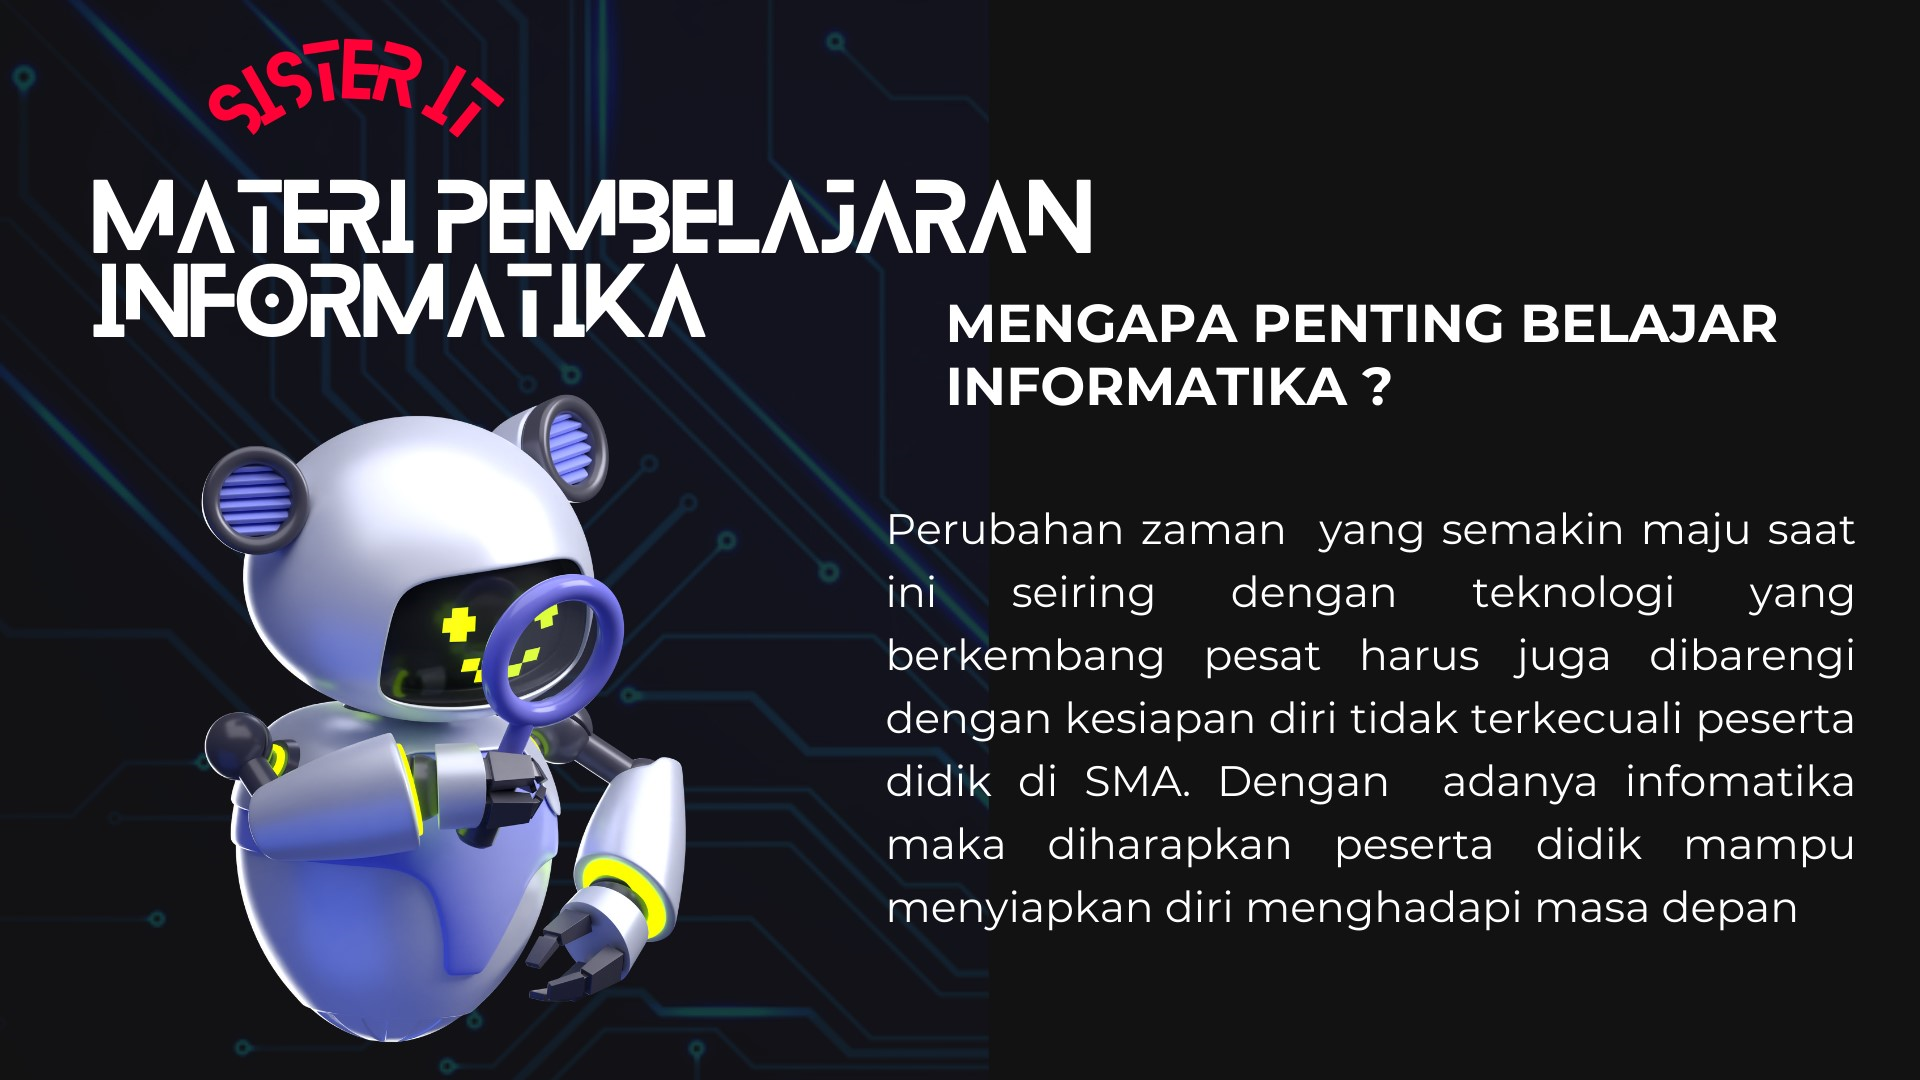 SISTER IT
MATERI PEMBELAJARAN
INFORMATIKA
MENGAPA PENTING BELAJAR
INFORMATIKA ?
Perubahan zaman  yang semakin maju saat
ini seiring dengan teknologi yang
berkembang pesat harus juga dibarengi
dengan kesiapan diri tidak terkecuali peserta
didik di SMA. Dengan  adanya infomatika
maka diharapkan peserta didik mampu
menyiapkan diri menghadapi masa depan